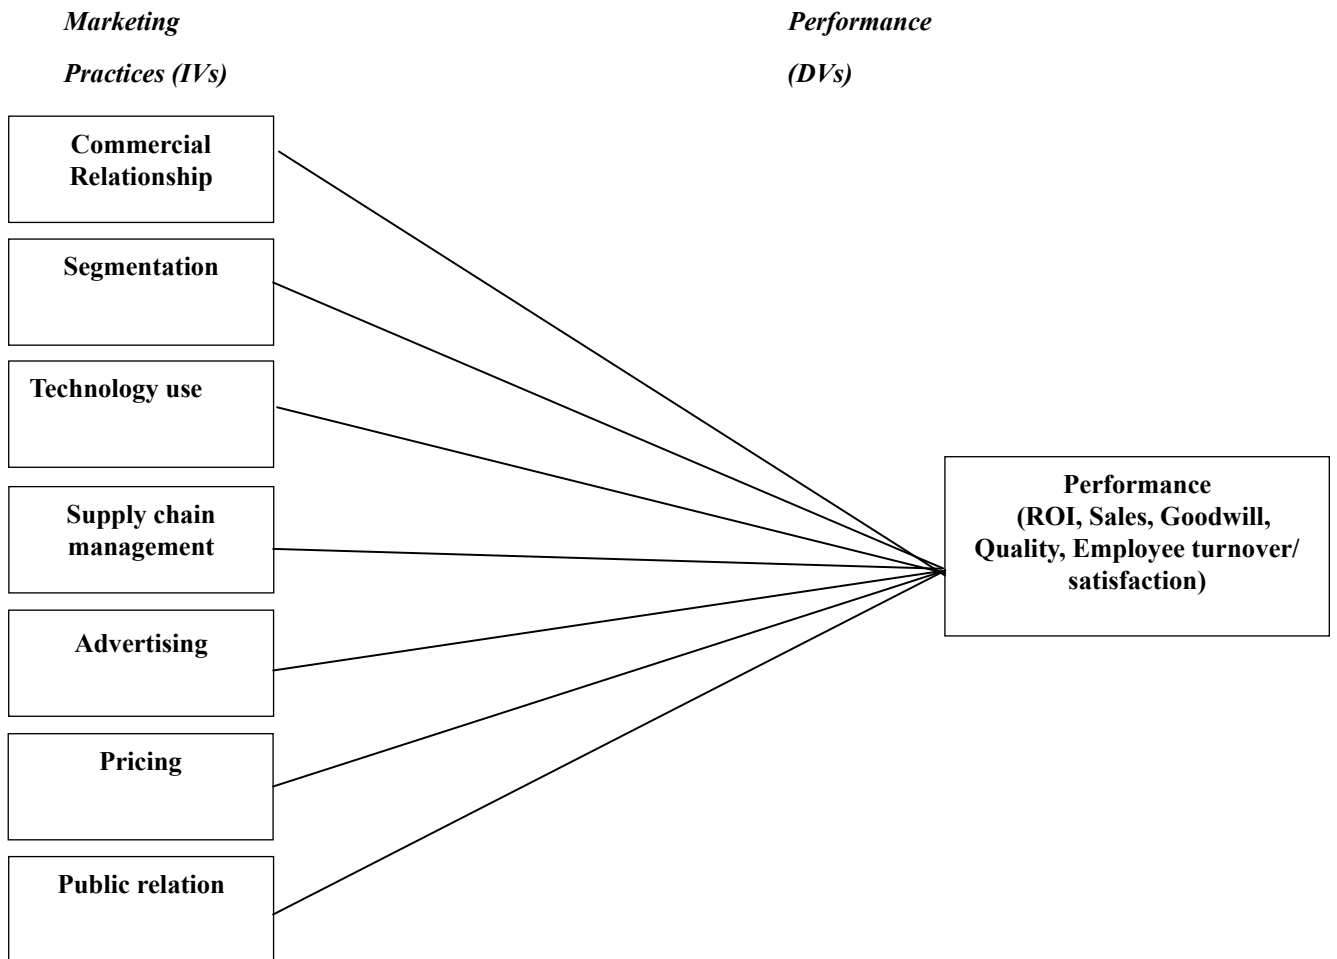 Marketing
Practices (IVs)
Performance
(DVs)
Commercial
Relationship
Segmentation
Technology use
Supply chain
management
Advertising
Pricing
Public relation
Performance
(ROI, Sales, Goodwill,
Quality, Employee turnover/
satisfaction)